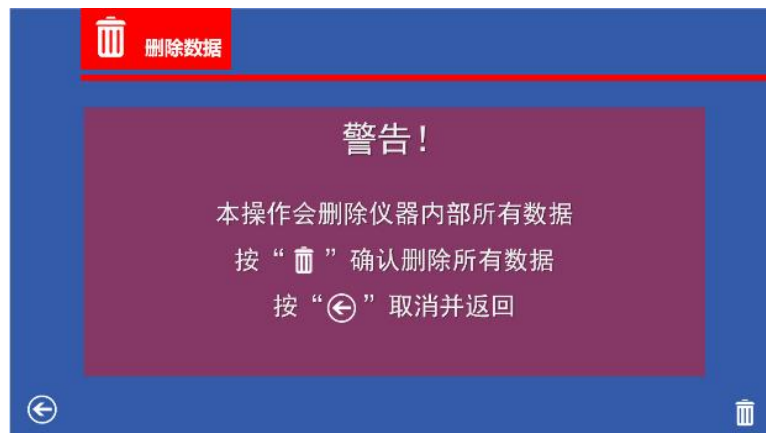 删除数据
警告！
本操作会删除仪器内部所有数据
按“ ”确认删除所有数据
按“ ”取消并返回